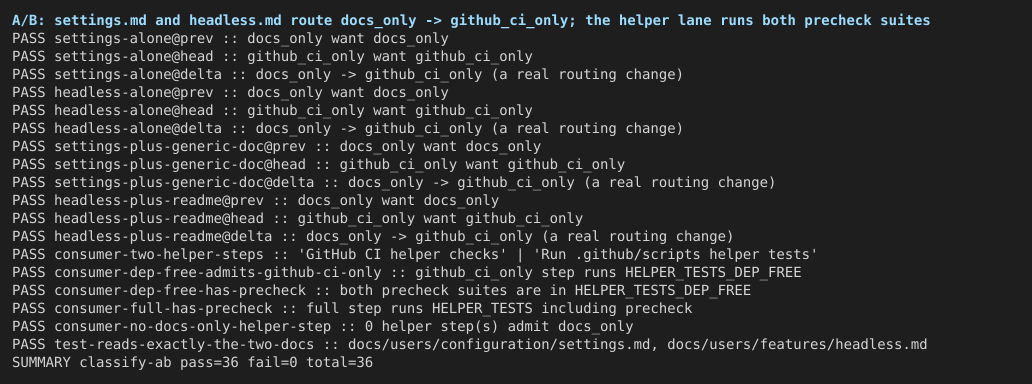 A/B: settings.md and headless.md route docs_only -> github_ci_only; the helper lane runs both precheck suites
PASS settings-alone@prev :: docs_only want docs_only
PASS settings-alone@head :: github_ci_only want github_ci_only
PASS settings-alone@delta :: docs_only -> github_ci_only (a real routing change)
PASS headless-alone@prev :: docs_only want docs_only
PASS headless-alone@head :: github_ci_only want github_ci_only
PASS headless-alone@delta :: docs_only -> github_ci_only (a real routing change)
PASS settings-plus-generic-doc@prev :: docs_only want docs_only
PASS settings-plus-generic-doc@head :: github_ci_only want github_ci_only
PASS settings-plus-generic-doc@delta :: docs_only -> github_ci_only (a real routing change)
PASS headless-plus-readme@prev :: docs_only want docs_only
PASS headless-plus-readme@head :: github_ci_only want github_ci_only
PASS headless-plus-readme@delta :: docs_only -> github_ci_only (a real routing change)
PASS consumer-two-helper-steps :: 'GitHub CI helper checks' | 'Run .github/scripts helper tests'
PASS consumer-dep-free-admits-github-ci-only :: github_ci_only step runs HELPER_TESTS_DEP_FREE
PASS consumer-dep-free-has-precheck :: both precheck suites are in HELPER_TESTS_DEP_FREE
PASS consumer-full-has-precheck :: full step runs HELPER_TESTS including precheck
PASS consumer-no-docs-only-helper-step :: 0 helper step(s) admit docs_only
PASS test-reads-exactly-the-two-docs :: docs/users/configuration/settings.md, docs/users/features/headless.md
SUMMARY classify-ab pass=36 fail=0 total=36